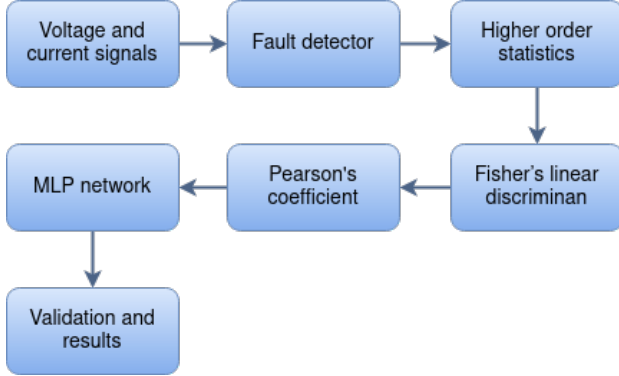 Voltage and
current signals
Fault detector
Higher order
statistics
MLP network
Pearson's
coefficient
Fisher's linear
discriminan
Validation and
results